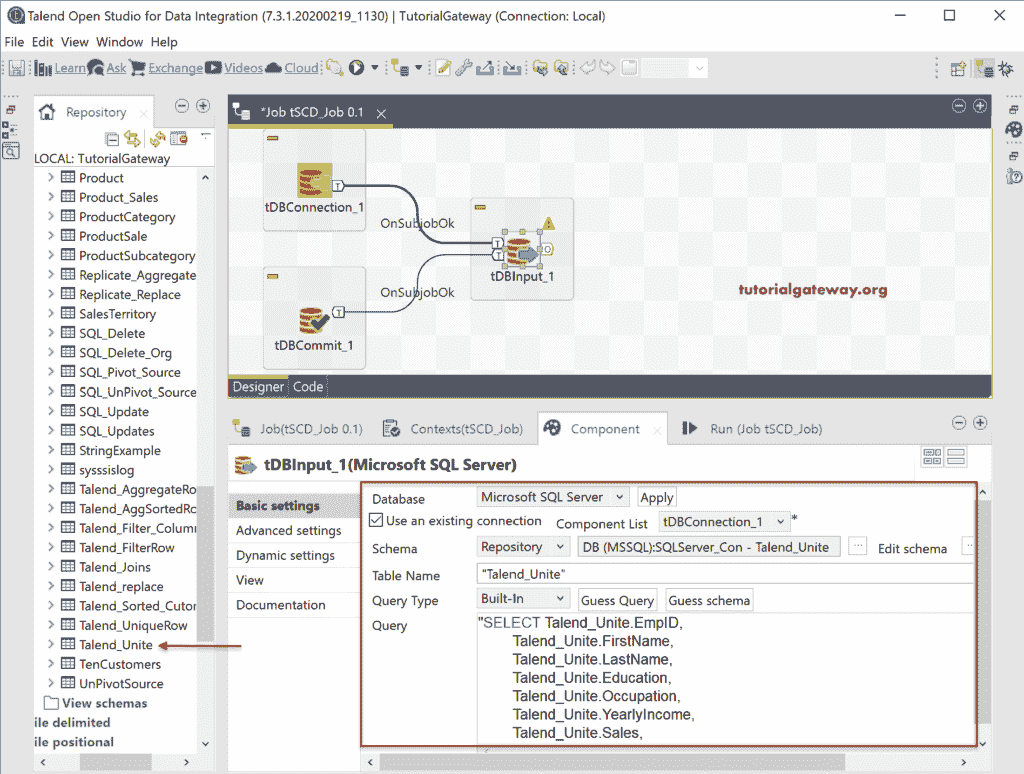 Talend Open Studio for Data Integration (7.3.1.20200219_1130) | TutorialGateway (Connection: Local)
File Edit View Window Help
Learn Ask Exchange Videos Cloud
Repository
LOCAL: TutorialGateway
Product
Product_Sales
ProductCategory
ProductSale
ProductSubcategory
Replicate_Aggregate
Replicate_Replace
SalesTerritory
SQL_Delete
SQL_Delete_Org
SQL_Pivot_Source
SQL_UnPivot_Source
SQL_Update
SQL_Updates
StringExample
sysssislog
Talend_AggregateRo
Talend_AggSortedRc
Talend_Filter_Column
Talend_FilterRow
Talend_Joins
Talend_replace
Talend_Sorted_Cutor
Talend_UniqueRow
Talend_Unite
TenCustomers
UnPivotSource
View schemas
ile delimited
ile positional
*Job tSCD_Job 0.1
tDBConnection_1
OnSubjobOk
tDBInput_1
OnSubjobOk
tDBCommit_1
tutorialgateway.org
Designer Code
Job(tSCD_Job 0.1) Contexts(tSCD_Job) Component Run (Job tSCD_Job)
tDBInput_1(Microsoft SQL Server)
Basic settings
Advanced settings
Dynamic settings
View
Documentation
Database Microsoft SQL Server Apply
Use an existing connection Component List tDBConnection_1 *
Schema Repository DB (MSSQL):SQLServer_Con - Talend_Unite ... Edit schema ...
Table Name "Talend_Unite"
Query Type Built-In Guess Query Guess schema
Query "SELECT Talend_Unite.EmpID,
Talend_Unite.FirstName,
Talend_Unite.LastName,
Talend_Unite.Education,
Talend_Unite.Occupation,
Talend_Unite.YearlyIncome,
Talend_Unite.Sales,